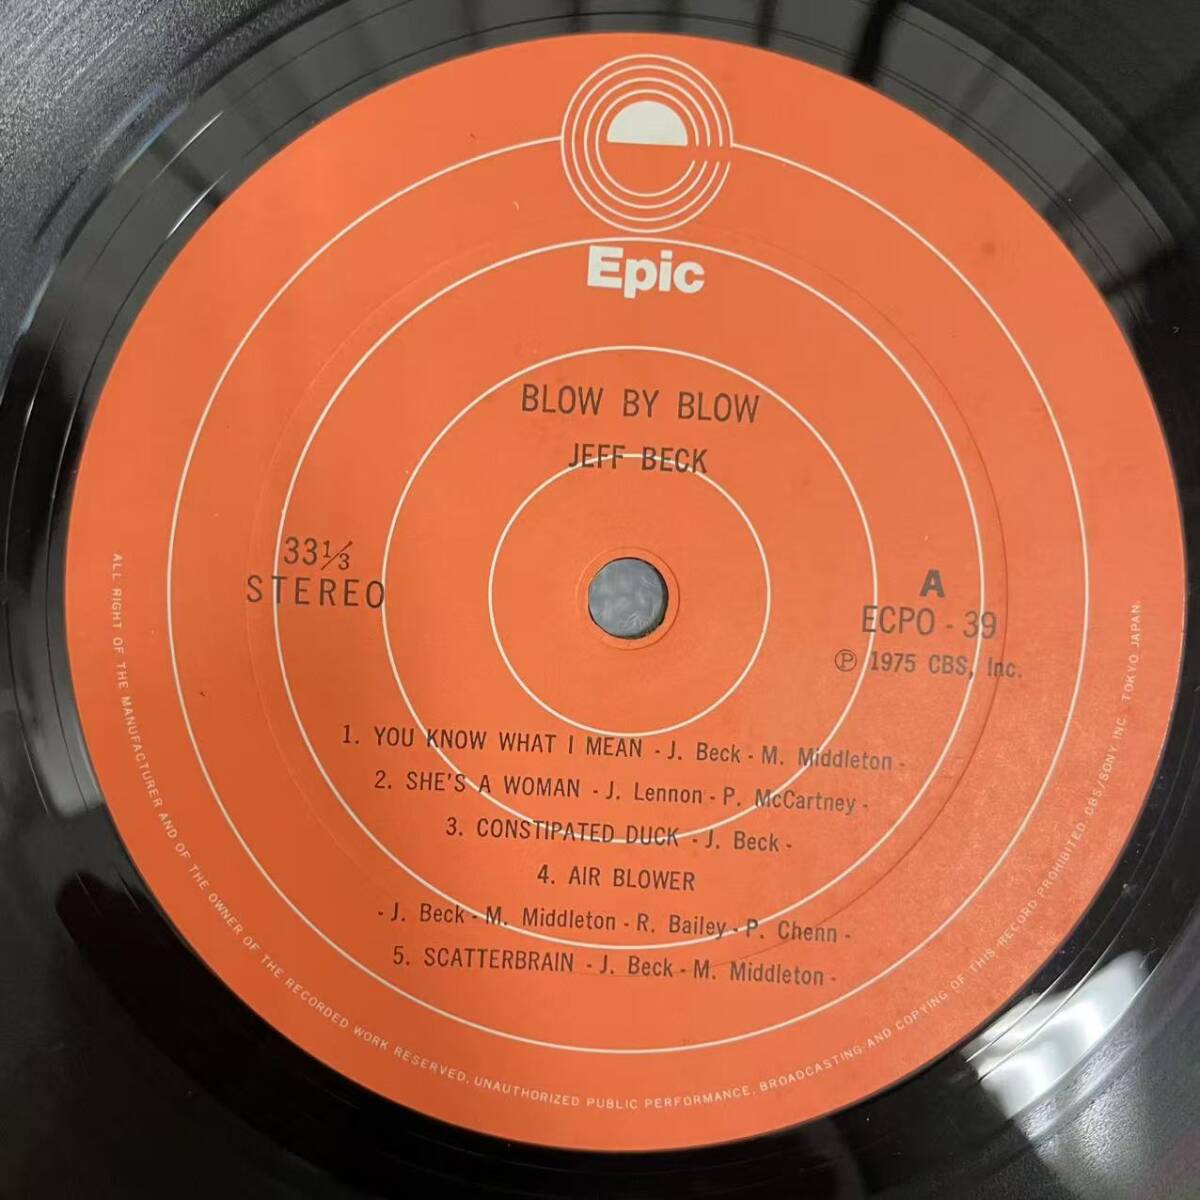 Epic
BLOW BY BLOW
JEFF BECK
33⅓
STEREO
A
ECPO - 39
Ⓟ 1975 CBS, Inc.
1. YOU KNOW WHAT I MEAN - J. Beck - M. Middleton -
2. SHE'S A WOMAN - J. Lennon - P. McCartney -
3. CONSTIPATED DUCK - J. Beck -
4. AIR BLOWER
- J. Beck - M. Middleton - R. Bailey - P. Chenn -
5. SCATTERBRAIN - J. Beck - M. Middleton -
ALL RIGHT OF THE MANUFACTURER AND OF THE OWNER OF THE RECORDED WORK RESERVED. UNAUTHORIZED PUBLIC PERFORMANCE, BROADCASTING AND COPYING OF THIS RECORD PROHIBITED. CBS/SONY INC. TOKYO JAPAN.